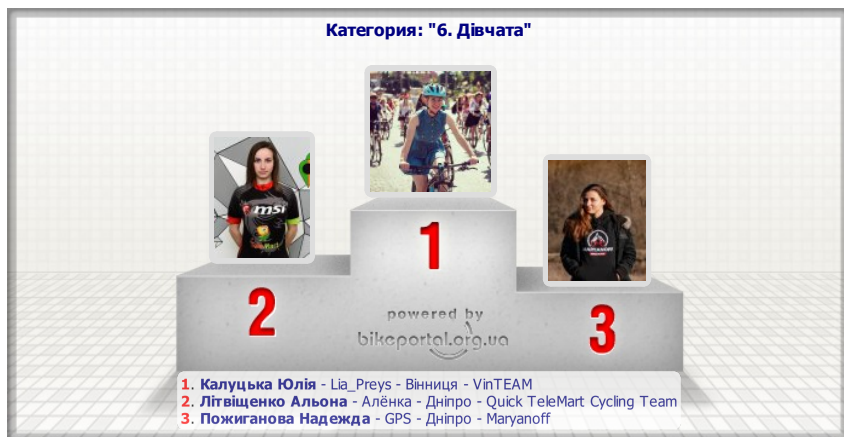 Категория: "6. Дівчата"
msi
1
2
3
powered by
bikeportal.org.ua
1. Калуцька Юлія - Lia_Preys - Вінниця - VinTEAM
2. Літвіщенко Альона - Алёнка - Дніпро - Quick TeleMart Cycling Team
3. Пожиганова Надежда - GPS - Дніпро - Maryanoff